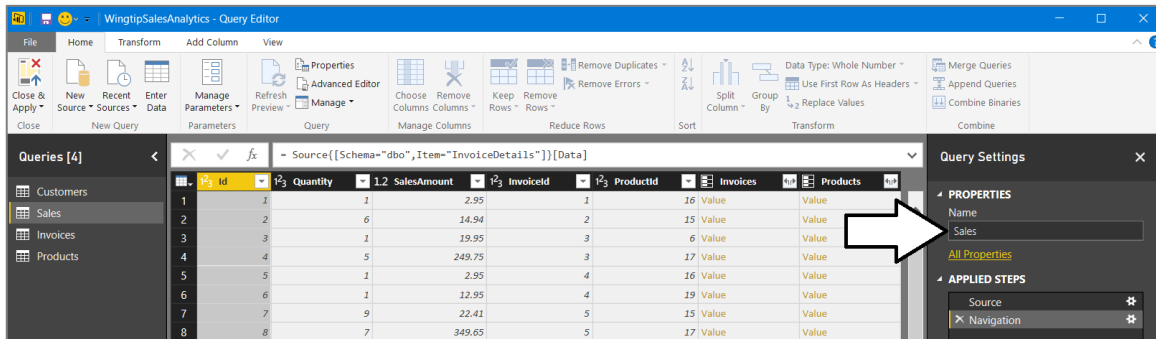 WingtipSalesAnalytics - Query Editor
File Home Transform Add Column View
Close & Apply
New Source
Recent Sources
Enter Data
Manage Parameters
Refresh Preview
Properties
Advanced Editor
Manage
Choose Columns
Remove Columns
Keep Rows
Remove Rows
Remove Duplicates
Remove Errors
Split Column
Group By
Data Type: Whole Number
Use First Row As Headers
Replace Values
Merge Queries
Append Queries
Combine Binaries
Close New Query Parameters Query Manage Columns Reduce Rows Sort Transform Combine
Queries [4]
Customers
Sales
Invoices
Products
fx = Source{[Schema="dbo",Item="InvoiceDetails"]}[Data]
Id Quantity 1.2 SalesAmount InvoiceId ProductId Invoices Products
1 1 1 2.95 1 16 Value Value
2 2 6 14.94 2 15 Value Value
3 3 1 19.95 3 6 Value Value
4 4 5 249.75 3 17 Value Value
5 5 1 2.95 4 16 Value Value
6 6 1 12.95 4 19 Value Value
7 7 9 22.41 5 15 Value Value
8 8 7 349.65 5 17 Value Value
Query Settings
PROPERTIES
Name
Sales
All Properties
APPLIED STEPS
Source
Navigation